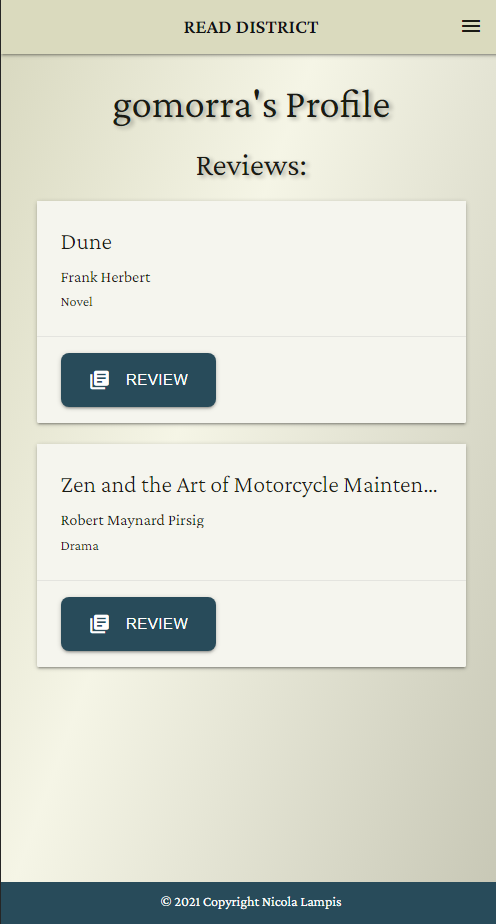 READ DISTRICT
gomorra's Profile
Reviews:
Dune
Frank Herbert
Novel
REVIEW
Zen and the Art of Motorcycle Mainten...
Robert Maynard Pirsig
Drama
REVIEW
© 2021 Copyright Nicola Lampis